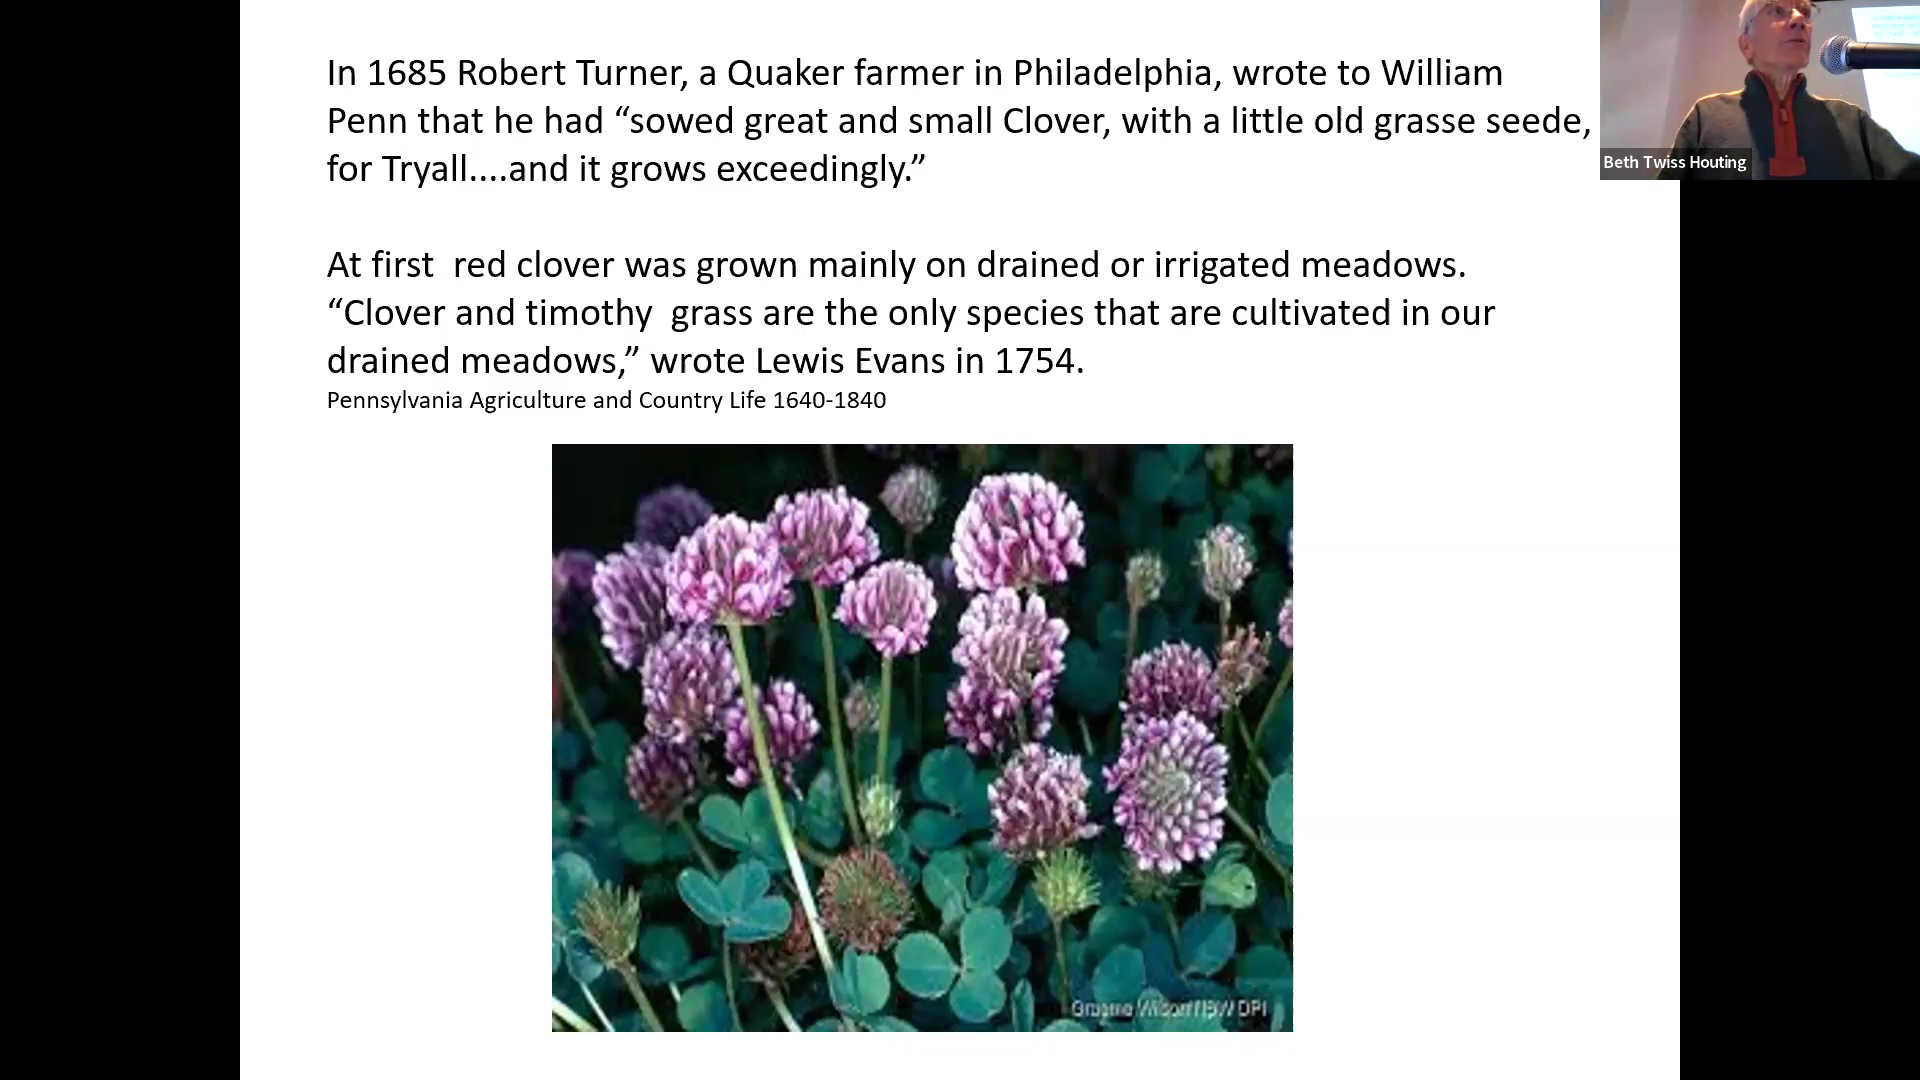 In 1685 Robert Turner, a Quaker farmer in Philadelphia, wrote to William
Penn that he had “sowed great and small Clover, with a little old grasse seede,
for Tryall....and it grows exceedingly.”
At first  red clover was grown mainly on drained or irrigated meadows.
“Clover and timothy  grass are the only species that are cultivated in our
drained meadows,” wrote Lewis Evans in 1754.
Pennsylvania Agriculture and Country Life 1640-1840
Beth Twiss Houting
NSW DPI